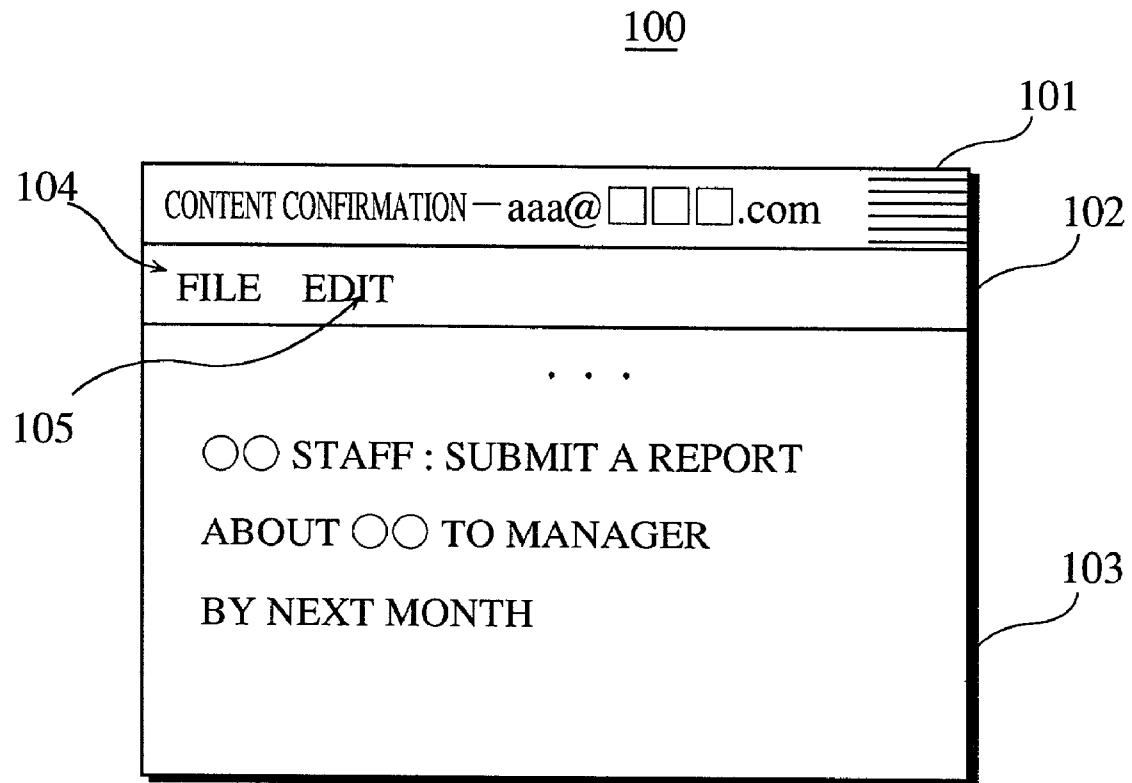 100
101
CONTENT CONFIRMATION－aaa@□□□.com
104
102
FILE EDIT
. . .
105
○○ STAFF : SUBMIT A REPORT
ABOUT ○○ TO MANAGER
103
BY NEXT MONTH